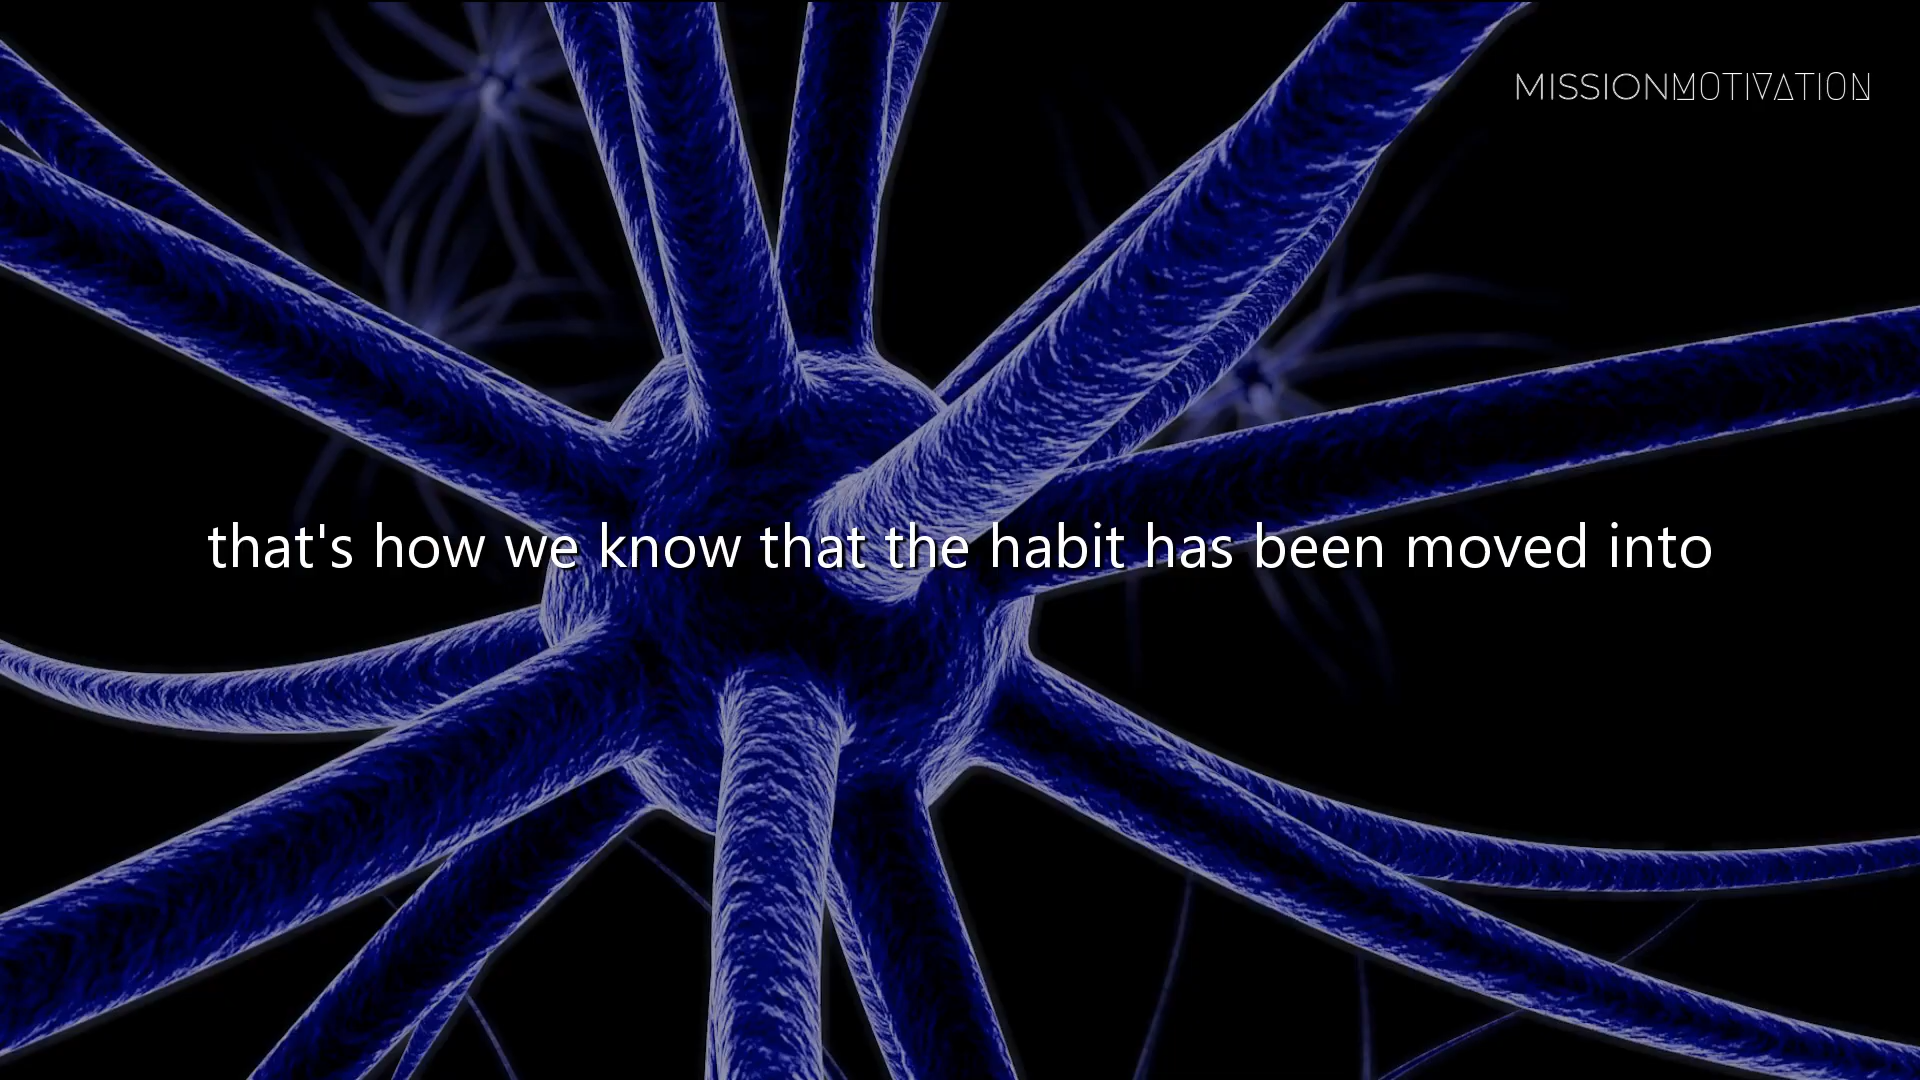 MISSIONMOTIVATION
that's how we know that the habit has been moved into